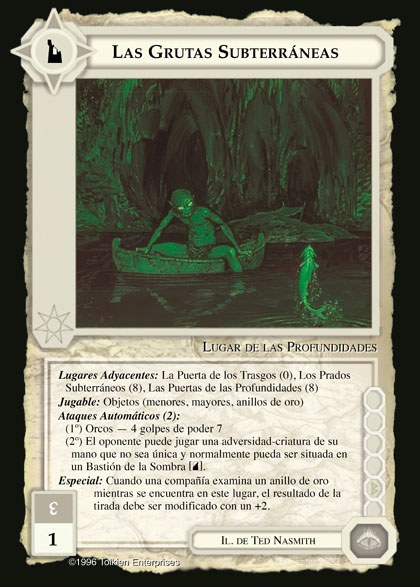 Las Grutas Subterráneas
Lugar de las Profundidades
Lugares Adyacentes: La Puerta de los Trasgos (0), Los Prados
Subterráneos (8), Las Puertas de las Profundidades (8)
Jugable: Objetos (menores, mayores, anillos de oro)
Ataques Automáticos (2):
(1º) Orcos — 4 golpes de poder 7
(2º) El oponente puede jugar una adversidad-criatura de su
mano que no sea única y normalmente pueda ser situada en
un Bastión de la Sombra [].
Especial: Cuando una compañía examina un anillo de oro
mientras se encuentra en este lugar, el resultado de la
tirada debe ser modificado con un +2.
1
Il. de Ted Nasmith
©1996 Tolkien Enterprises